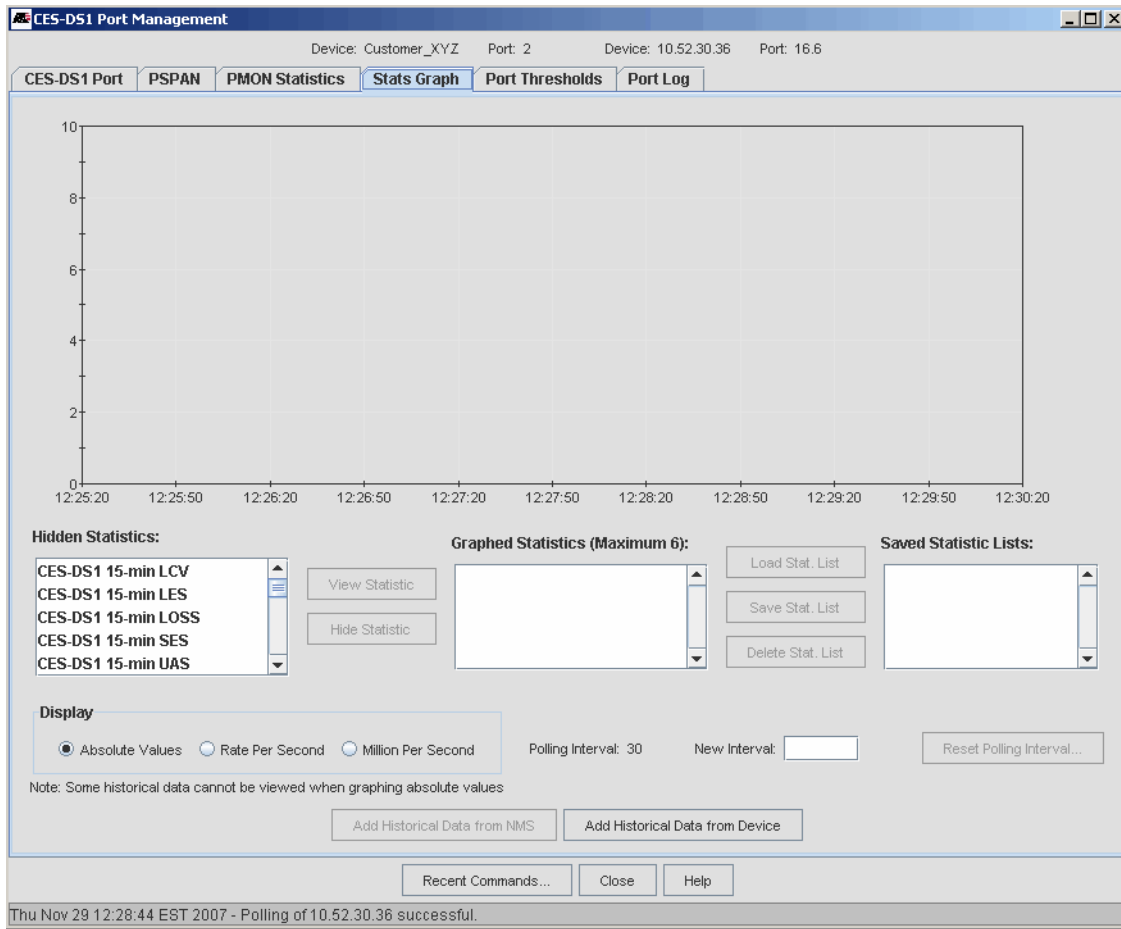 CES-DS1 Port Management
Device: Customer_XYZ Port: 2 Device: 10.52.30.36 Port: 16.6
CES-DS1 Port PSPAN PMON Statistics Stats Graph Port Thresholds Port Log
10
8
6
4
2
0
12:25:20 12:25:50 12:26:20 12:26:50 12:27:20 12:27:50 12:28:20 12:28:50 12:29:20 12:29:50 12:30:20
Hidden Statistics:
CES-DS1 15-min LCV
CES-DS1 15-min LES
CES-DS1 15-min LOSS
CES-DS1 15-min SES
CES-DS1 15-min UAS
View Statistic
Hide Statistic
Graphed Statistics (Maximum 6):
Load Stat. List
Save Stat. List
Delete Stat. List
Saved Statistic Lists:
Display
Absolute Values Rate Per Second Million Per Second
Polling Interval: 30 New Interval: Reset Polling Interval...
Note: Some historical data cannot be viewed when graphing absolute values
Add Historical Data from NMS Add Historical Data from Device
Recent Commands... Close Help
Thu Nov 29 12:28:44 EST 2007 - Polling of 10.52.30.36 successful.